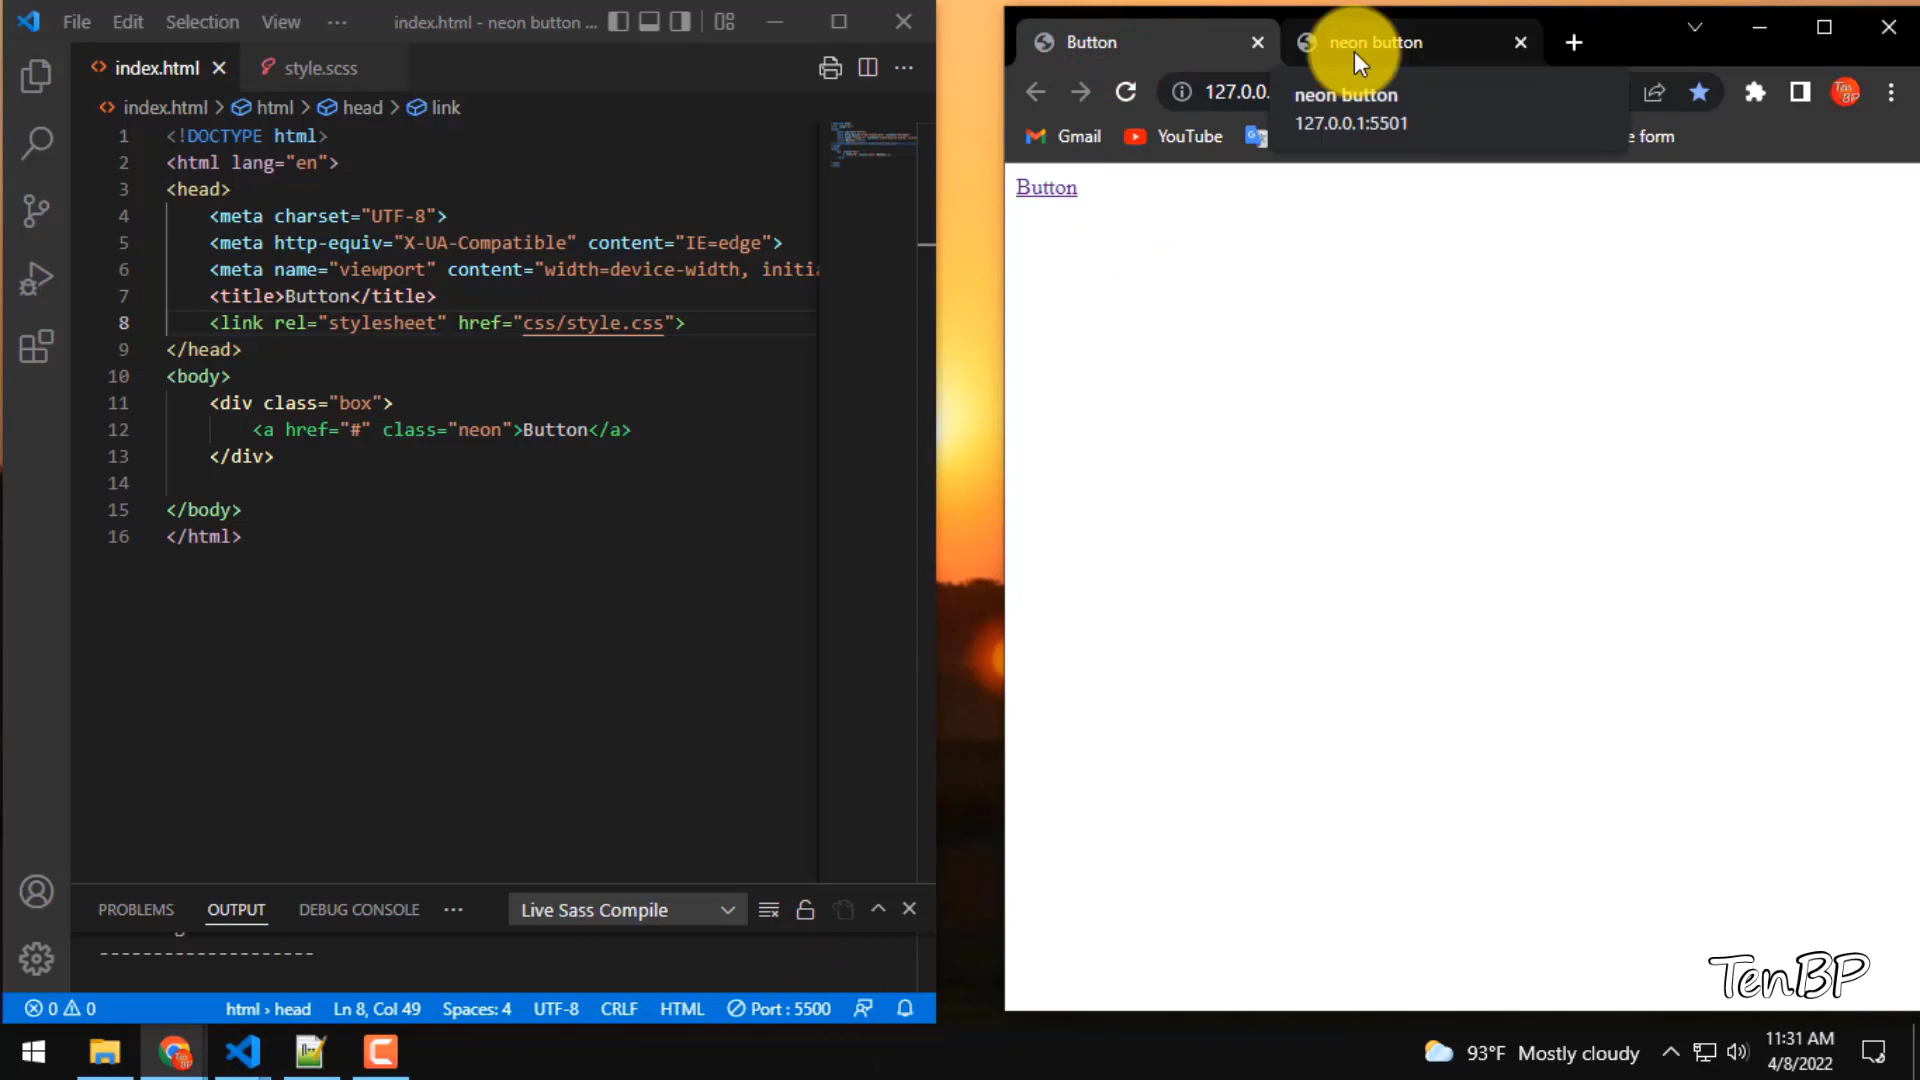 File Edit Selection View ··· index.html - neon button ...
index.html style.scss
index.html > html > head > link
1 <!DOCTYPE html>
2 <html lang="en">
3 <head>
4 <meta charset="UTF-8">
5 <meta http-equiv="X-UA-Compatible" content="IE=edge">
6 <meta name="viewport" content="width=device-width, initia
7 <title>Button</title>
8 <link rel="stylesheet" href="css/style.css">
9 </head>
10 <body>
11 <div class="box">
12 <a href="#" class="neon">Button</a>
13 </div>
14
15 </body>
16 </html>
PROBLEMS OUTPUT DEBUG CONSOLE ··· Live Sass Compile
--------------------
0 0 html › head Ln 8, Col 49 Spaces: 4 UTF-8 CRLF HTML Port : 5500
Button neon button
127.0.0.
neon button
127.0.0.1:5501
Gmail YouTube e form
Button
TenBP
93°F Mostly cloudy
11:31 AM
4/8/2022